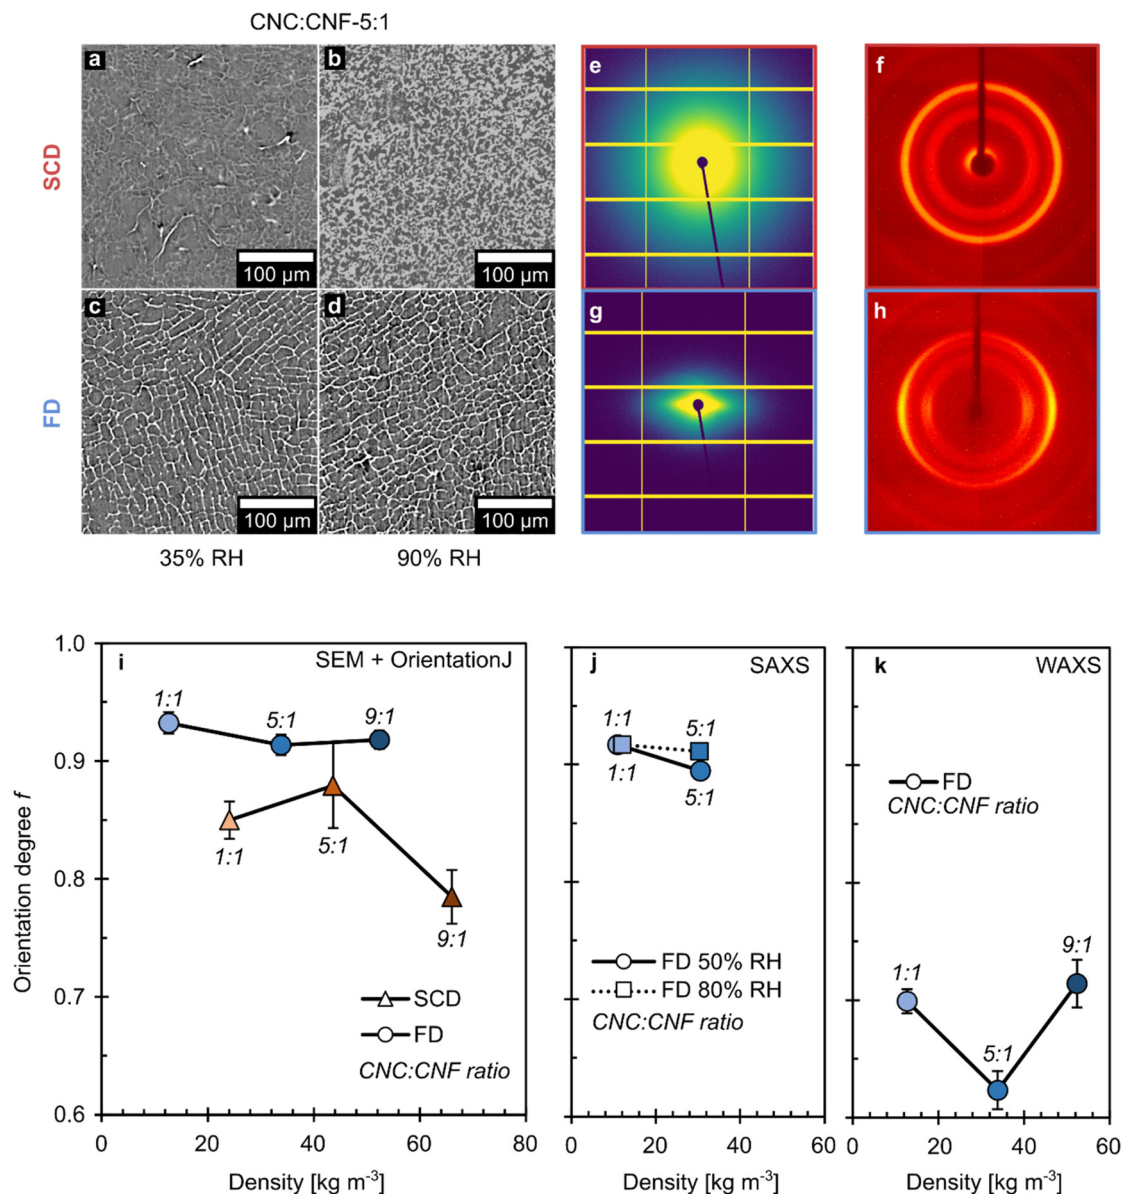 CNC:CNF-5:1
a
b
e
f
SCD
100 µm
100 µm
c
d
g
h
FD
100 µm
100 µm
35% RH
90% RH
1.0
i
SEM + OrientationJ
j
SAXS
k
WAXS
1:1
5:1
9:1
1:1
5:1
0.9
1:1
5:1
FD
CNC:CNF ratio
Orientation degree f
1:1
5:1
0.8
9:1
9:1
FD 50% RH
1:1
FD 80% RH
0.7
SCD
CNC:CNF ratio
FD
5:1
CNC:CNF ratio
0.6
0 20 40 60 80
0 20 40 60
0 20 40 60
Density [kg m⁻³]
Density [kg m⁻³]
Density [kg m⁻³]